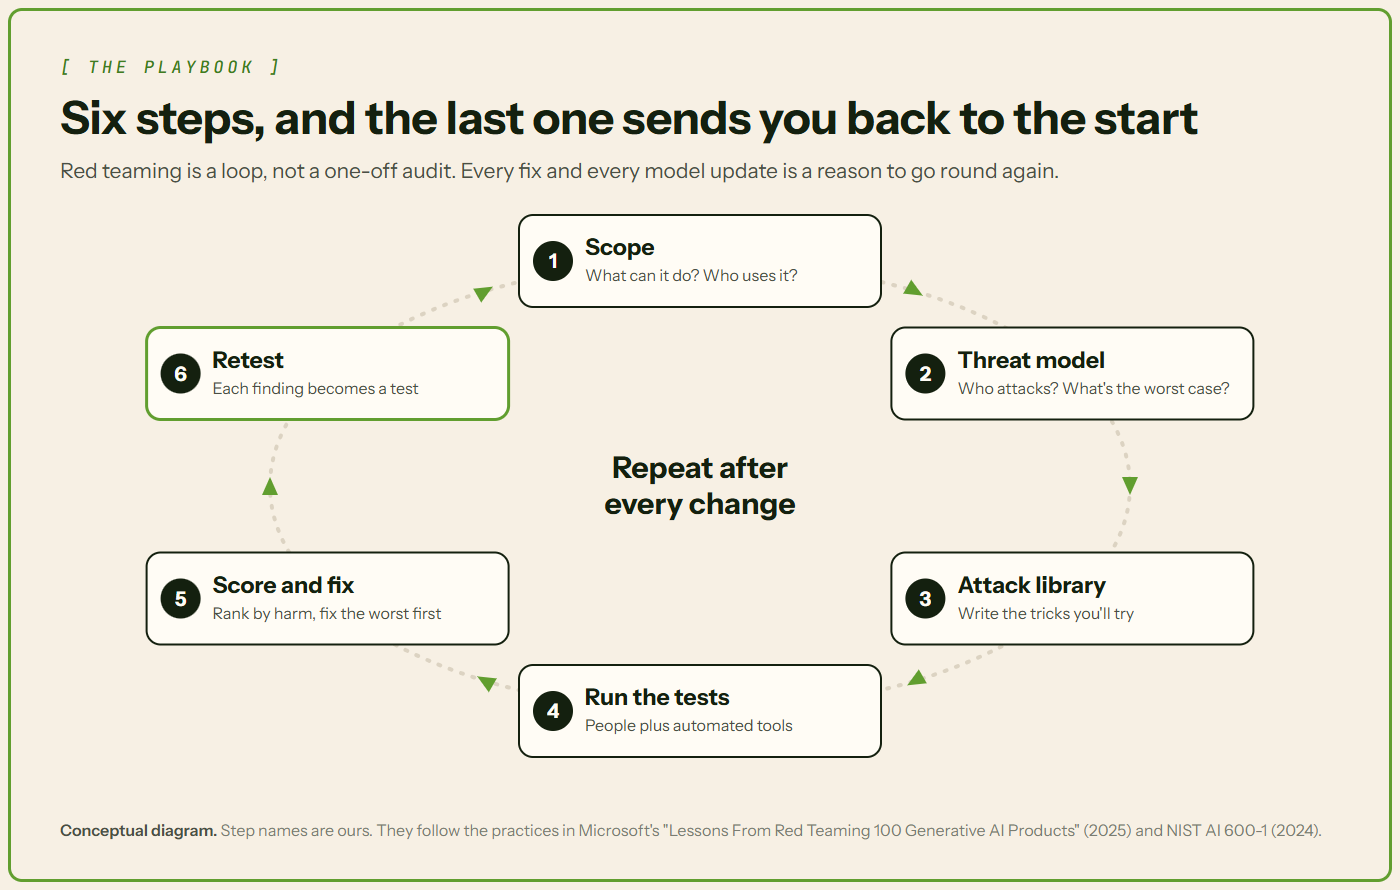 [ THE PLAYBOOK ]
Six steps, and the last one sends you back to the start
Red teaming is a loop, not a one-off audit. Every fix and every model update is a reason to go round again.
1
Scope
What can it do? Who uses it?
2
Threat model
Who attacks? What's the worst case?
3
Attack library
Write the tricks you'll try
4
Run the tests
People plus automated tools
5
Score and fix
Rank by harm, fix the worst first
6
Retest
Each finding becomes a test
Repeat after
every change
Conceptual diagram. Step names are ours. They follow the practices in Microsoft's "Lessons From Red Teaming 100 Generative AI Products" (2025) and NIST AI 600-1 (2024).